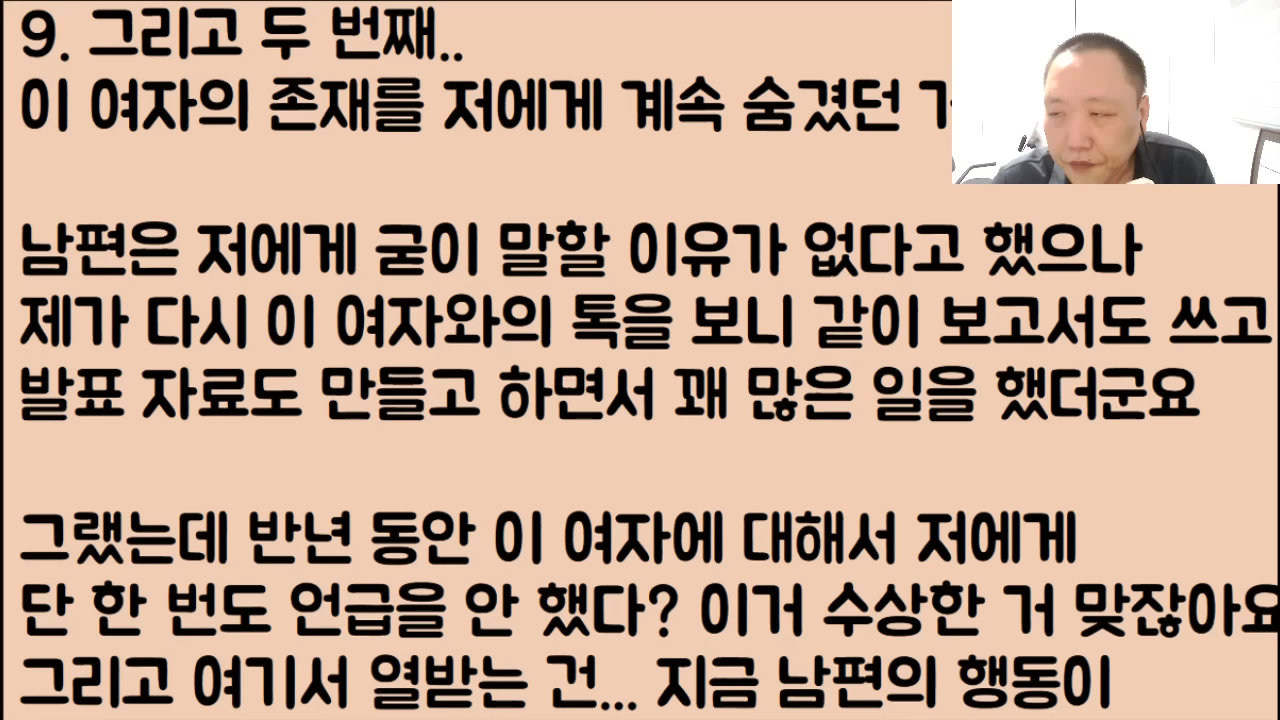 9. 그리고 두 번째..
이 여자의 존재를 저에게 계속 숨겼던
남편은 저에게 굳이 말할 이유가 없다고 했으나
제가 다시 이 여자와의 톡을 보니 같이 보고서도 쓰고
발표 자료도 만들고 하면서 꽤 많은 일을 했더군요
그랬는데 반년 동안 이 여자에 대해서 저에게
단 한 번도 언급을 안 했다? 이거 수상한 거 맞잖아요
그리고 여기서 열받는 건... 지금 남편의 행동이